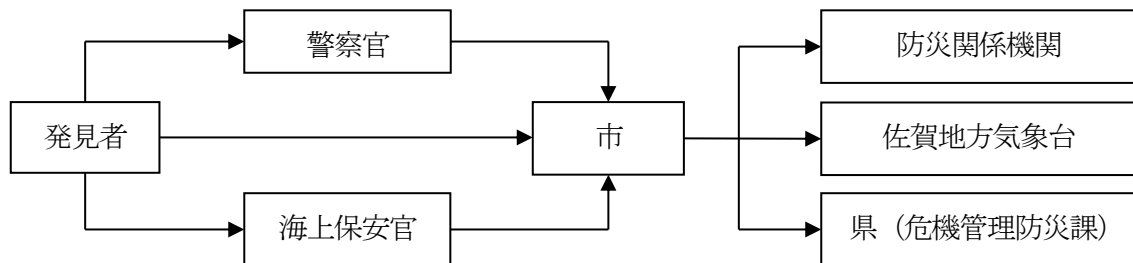 警察官
防災関係機関
発見者
市
佐賀地方気象台
海上保安官
県（危機管理防災課）